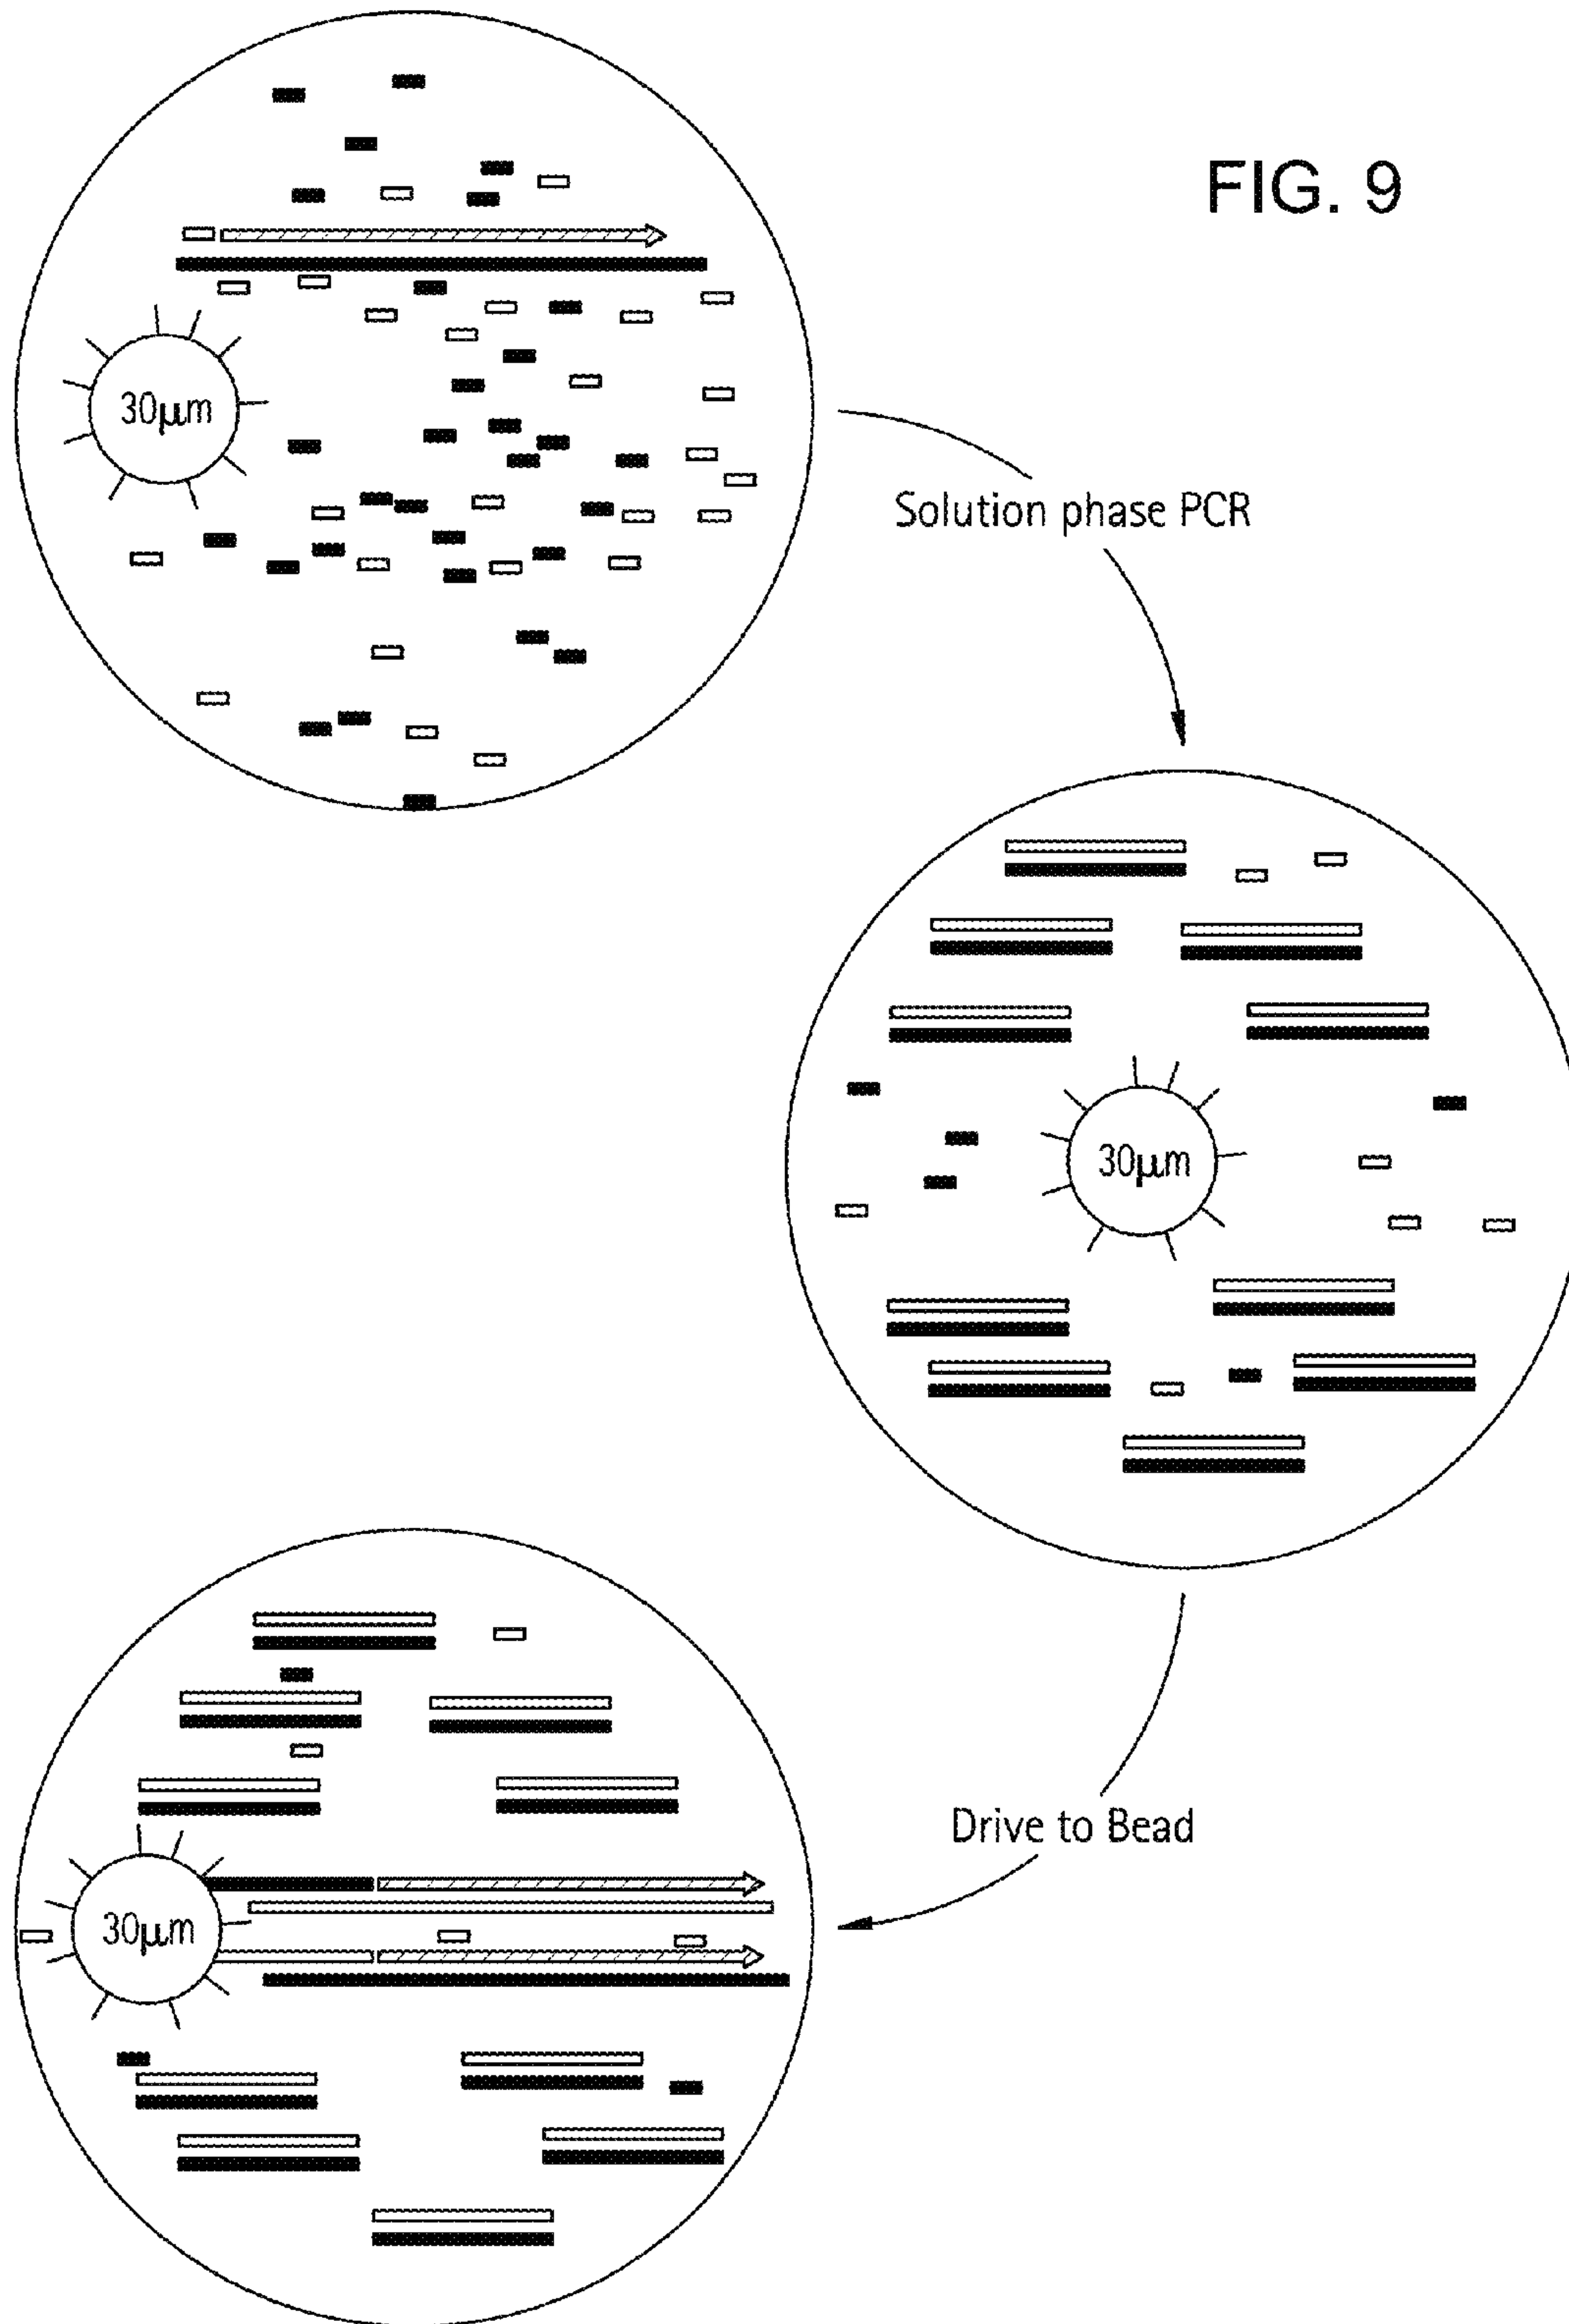 FIG. 9
30µm
Solution phase PCR
30µm
Drive to Bead
30µm